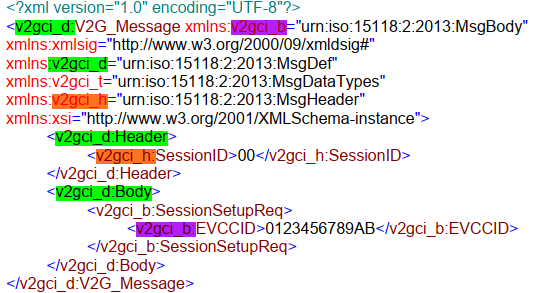 <?xml version="1.0" encoding="UTF-8"?>
<v2gci_d:V2G_Message xmlns:v2gci_b="urn:iso:15118:2:2013:MsgBody"
xmlns:xmlsig="http://www.w3.org/2000/09/xmldsig#"
xmlns:v2gci_d="urn:iso:15118:2:2013:MsgDef"
xmlns:v2gci_t="urn:iso:15118:2:2013:MsgDataTypes"
xmlns:v2gci_h="urn:iso:15118:2:2013:MsgHeader"
xmlns:xsi="http://www.w3.org/2001/XMLSchema-instance">
<v2gci_d:Header>
<v2gci_h:SessionID>00</v2gci_h:SessionID>
</v2gci_d:Header>
<v2gci_d:Body>
<v2gci_b:SessionSetupReq>
<v2gci_b:EVCCID>0123456789AB</v2gci_b:EVCCID>
</v2gci_b:SessionSetupReq>
</v2gci_d:Body>
</v2gci_d:V2G_Message>